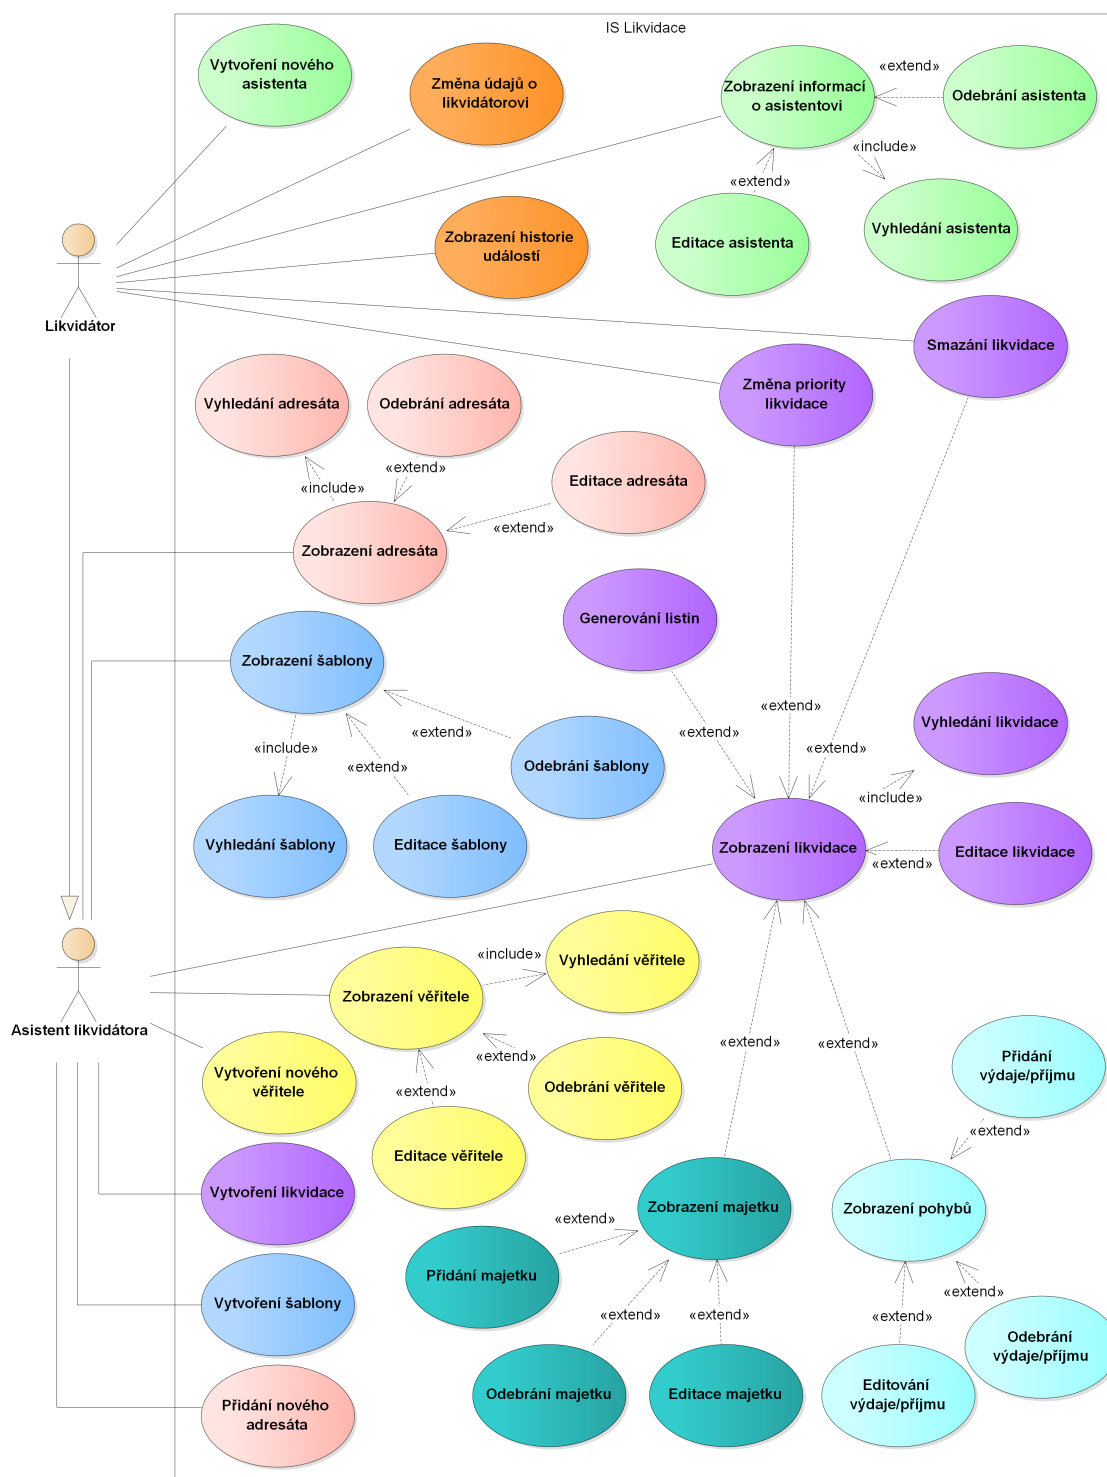 IS Likvidace
Vytvoření nového
asistenta
Změna údajů o
likvidátorovi
Zobrazení informací
o asistentovi
«extend»
Odebrání asistenta
«include»
«extend»
Editace asistenta
Vyhledání asistenta
Zobrazení historie
událostí
Likvidátor
Smazání likvidace
Změna priority
likvidace
Vyhledání adresáta
Odebrání adresáta
«extend»
«include»
Editace adresáta
«extend»
Zobrazení adresáta
Generování listin
Zobrazení šablony
«extend»
«extend»
«extend»
«extend»
Vyhledání likvidace
«include»
«extend»
Odebrání šablony
«include»
Vyhledání šablony
Editace šablony
Zobrazení likvidace
«extend»
Editace likvidace
Asistent likvidátora
Zobrazení věřitele
«include»
Vyhledání věřitele
«extend»
Odebrání věřitele
«extend»
Editace věřitele
Vytvoření nového
věřitele
«extend»
«extend»
Přidání
výdaje/příjmu
«extend»
Vytvoření likvidace
Zobrazení majetku
Zobrazení pohybů
«extend»
Přidání majetku
Vytvoření šablony
«extend»
«extend»
«extend»
«extend»
Odebrání
výdaje/příjmu
Odebrání majetku
Editace majetku
Editování
výdaje/příjmu
Přidání nového
adresáta